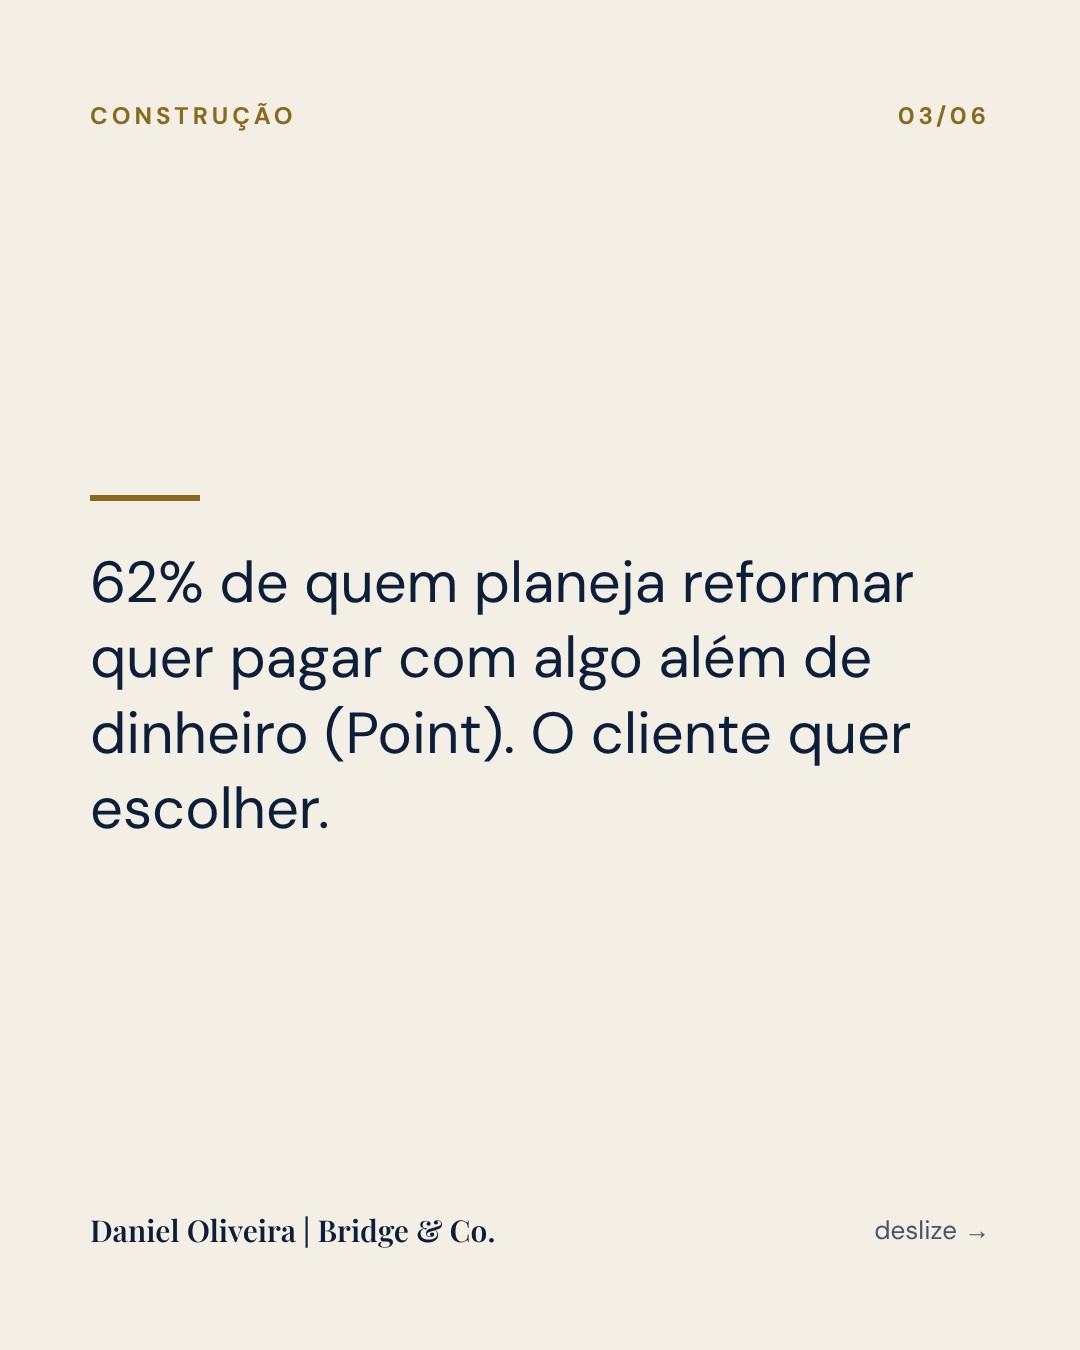 CONSTRUÇÃO
03/06
62% de quem planeja reformar
quer pagar com algo além de
dinheiro (Point). O cliente quer
escolher.
Daniel Oliveira | Bridge & Co.
deslize →